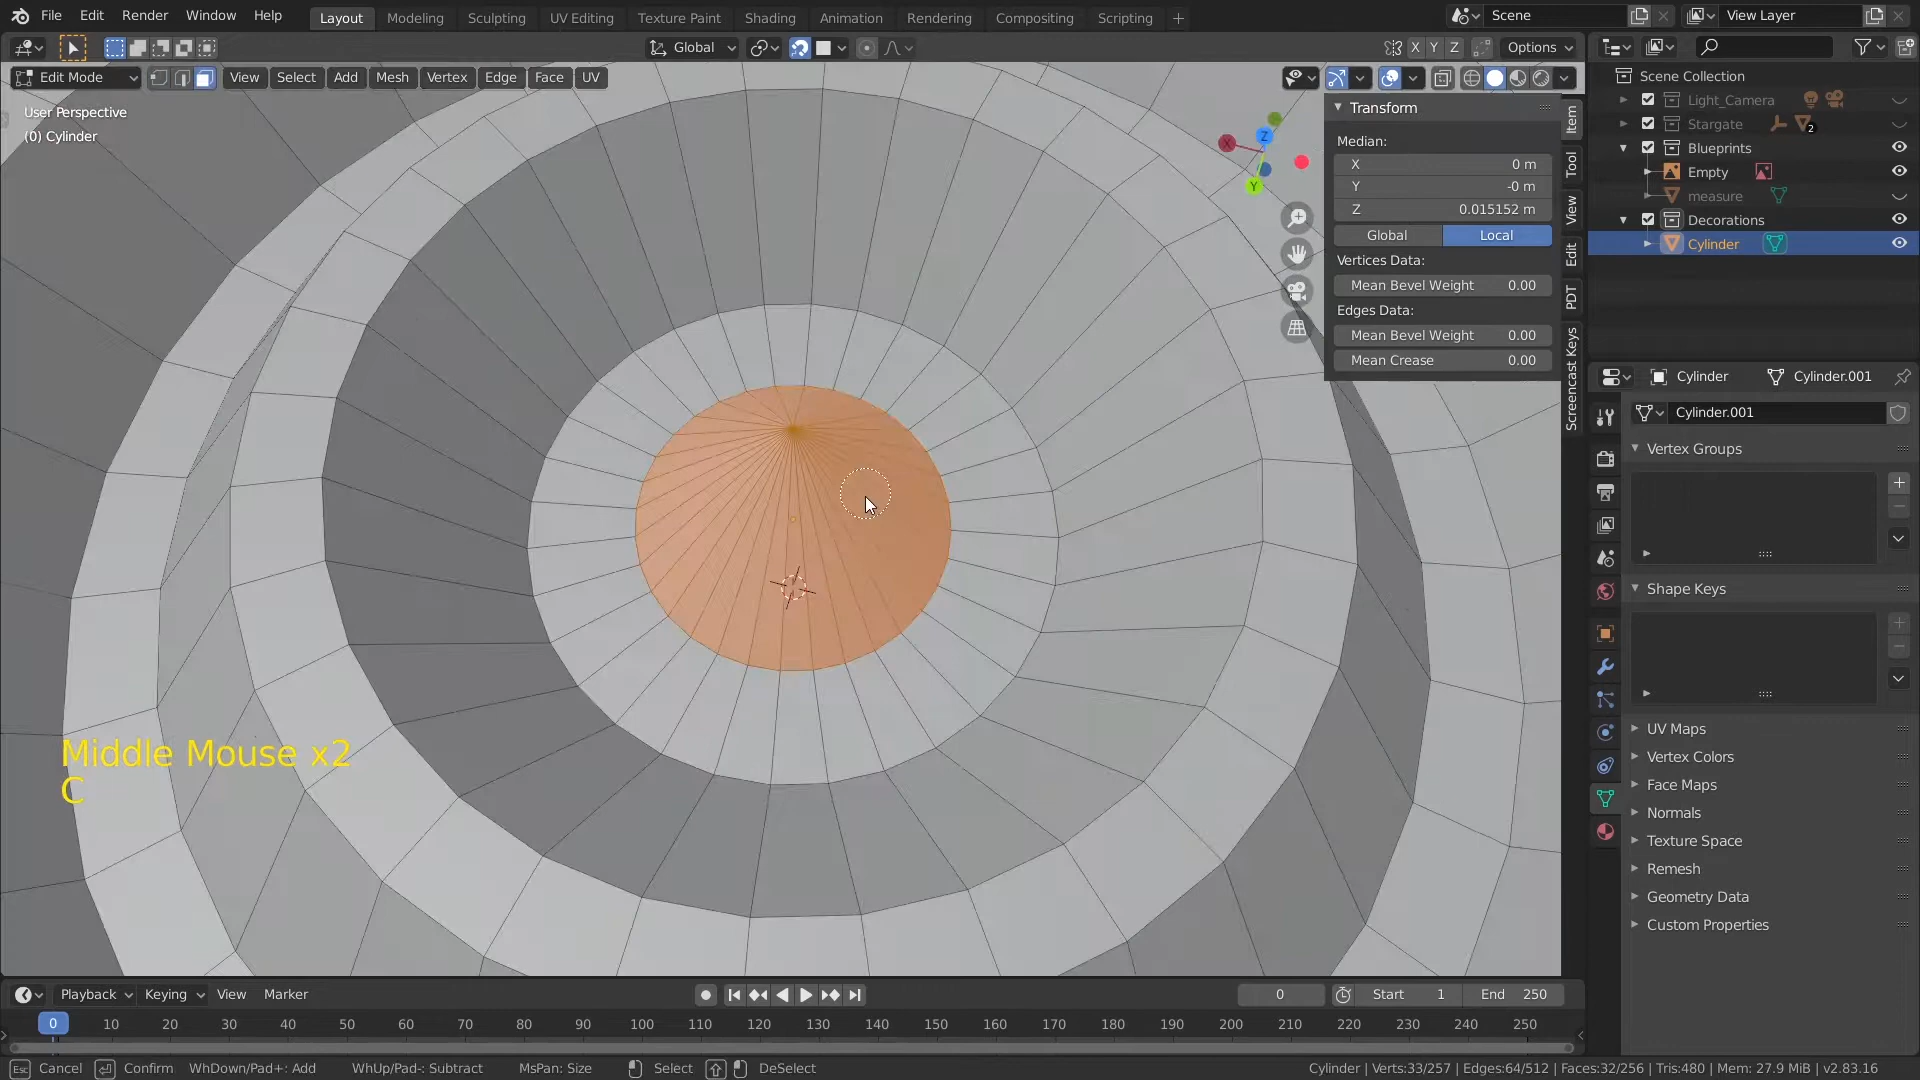 File Edit Render Window Help Layout Modeling Sculpting UV Editing Texture Paint Shading Animation Rendering Compositing Scripting + Scene View Layer
Global X Y Z Options
Edit Mode View Select Add Mesh Vertex Edge Face UV
User Perspective
(0) Cylinder
X Z Y
Transform
Median:
X 0 m
Y -0 m
Z 0.015152 m
Global Local
Vertices Data:
Mean Bevel Weight 0.00
Edges Data:
Mean Bevel Weight 0.00
Mean Crease 0.00
Item
Tool
View
Edit
PDT
Screencast Keys
Middle Mouse x2
C
Scene Collection
Light_Camera
Stargate 2
Blueprints
Empty
measure
Decorations
Cylinder
Cylinder Cylinder.001
Cylinder.001
Vertex Groups
Shape Keys
UV Maps
Vertex Colors
Face Maps
Normals
Texture Space
Remesh
Geometry Data
Custom Properties
Playback Keying View Marker 0 Start 1 End 250
0 10 20 30 40 50 60 70 80 90 100 110 120 130 140 150 160 170 180 190 200 210 220 230 240 250
Esc Cancel Confirm WhDown/Pad+: Add WhUp/Pad-: Subtract MsPan: Size Select DeSelect Cylinder | Verts:33/257 | Edges:64/512 | Faces:32/256 | Tris:480 | Mem: 27.9 MiB | v2.83.16